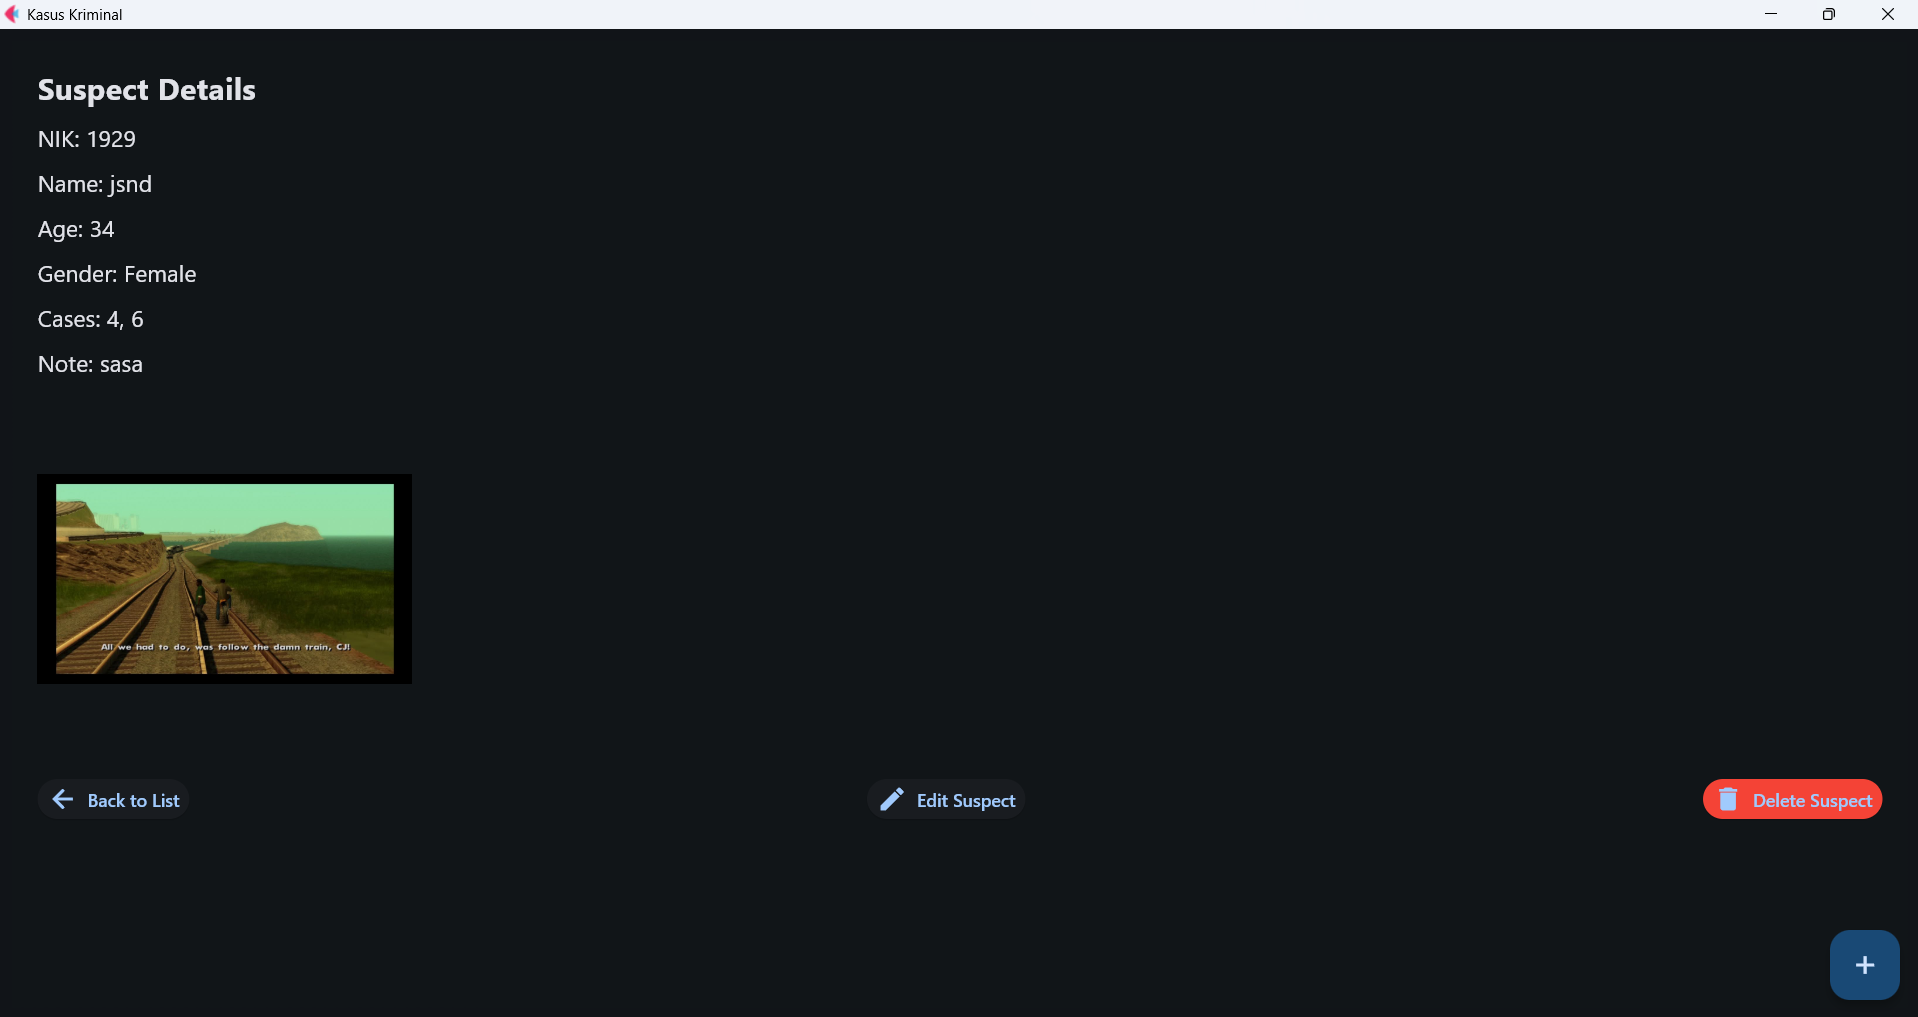 Kasus Kriminal
Suspect Details
NIK: 1929
Name: jsnd
Age: 34
Gender: Female
Cases: 4, 6
Note: sasa
All we had to do, was follow the damn train, CJ!
Back to List
Edit Suspect
Delete Suspect
+